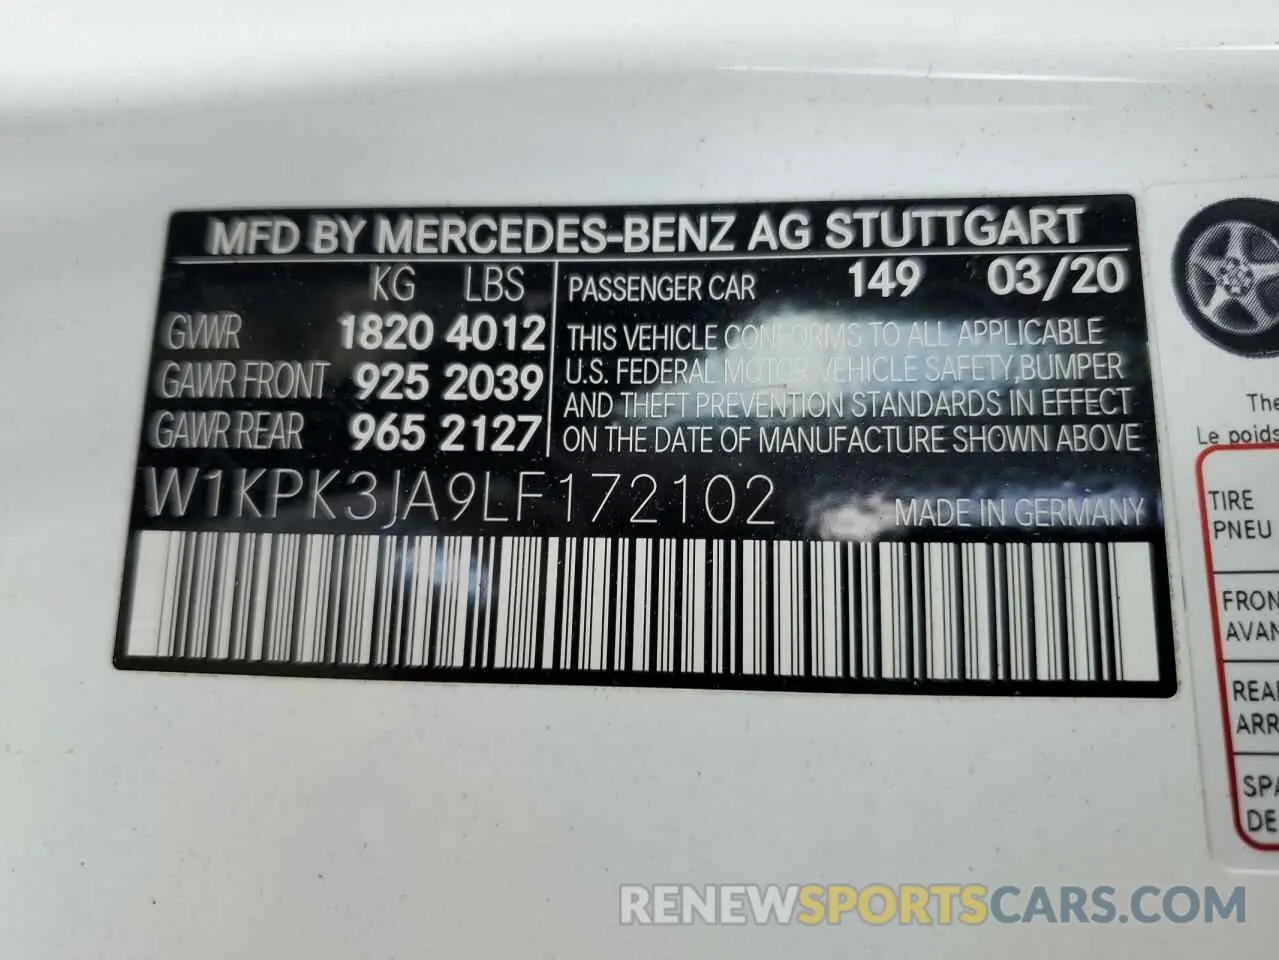 MFD BY MERCEDES-BENZ AG STUTTGART
KG LBS
GVWR 1820 4012
GAWR FRONT 925 2039
GAWR REAR 965 2127
PASSENGER CAR 149 03/20
THIS VEHICLE CONFORMS TO ALL APPLICABLE
U.S. FEDERAL MOTOR VEHICLE SAFETY, BUMPER
AND THEFT PREVENTION STANDARDS IN EFFECT
ON THE DATE OF MANUFACTURE SHOWN ABOVE
W1KPK3JA9LF172102 MADE IN GERMANY
The
Le poids
TIRE
PNEU
FRON
AVAN
REAR
ARR
SPA
DE
RENEWSPORTSCARS.COM